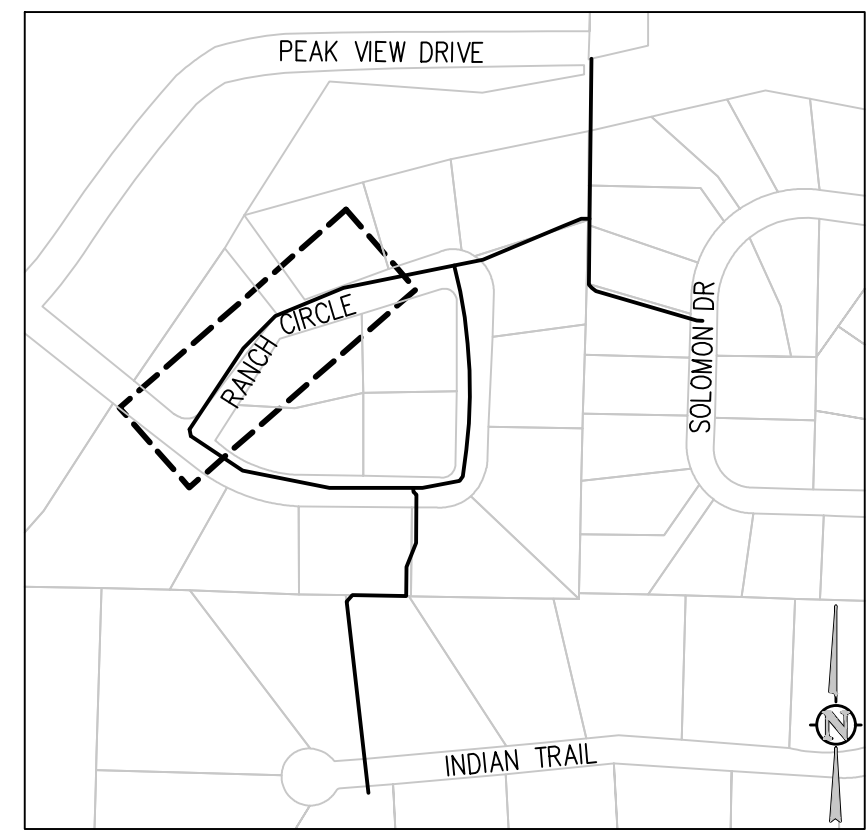 PEAK VIEW DRIVE
RANCH CIRCLE
SOLOMON DR
N
INDIAN TRAIL